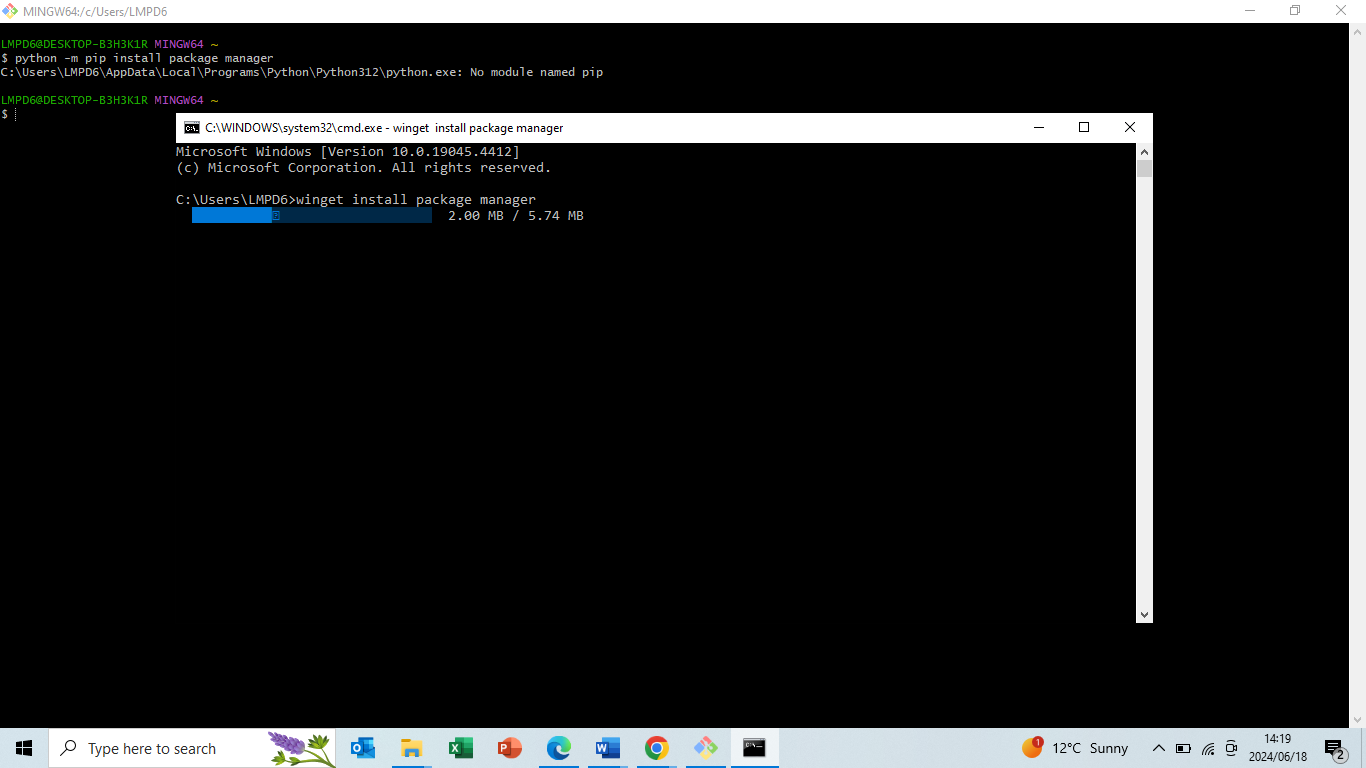 MINGW64:/c/Users/LMPD6
LMPD6@DESKTOP-B3H3K1R MINGW64 ~
$ python -m pip install package manager
C:\Users\LMPD6\AppData\Local\Programs\Python\Python312\python.exe: No module named pip
LMPD6@DESKTOP-B3H3K1R MINGW64 ~
$
C:\WINDOWS\system32\cmd.exe - winget  install package manager
Microsoft Windows [Version 10.0.19045.4412]
(c) Microsoft Corporation. All rights reserved.
C:\Users\LMPD6>winget install package manager
2.00 MB / 5.74 MB
Type here to search
1
12°C Sunny
14:19
2024/06/18
2